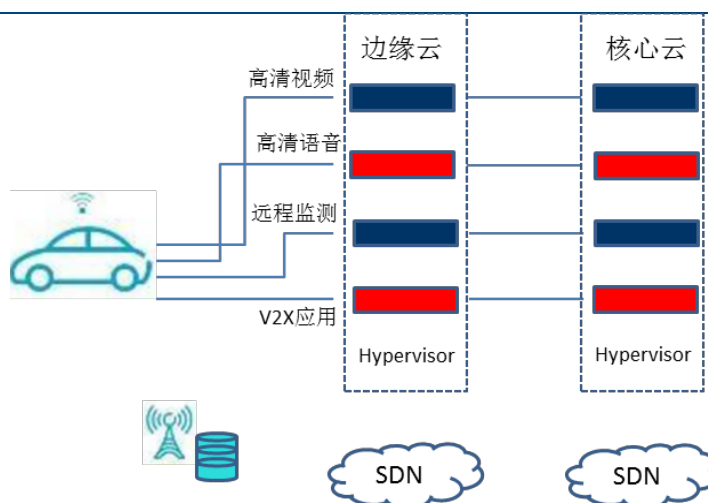 边缘云
核心云
高清视频
高清语音
远程监测
V2X应用
Hypervisor
Hypervisor
SDN
SDN